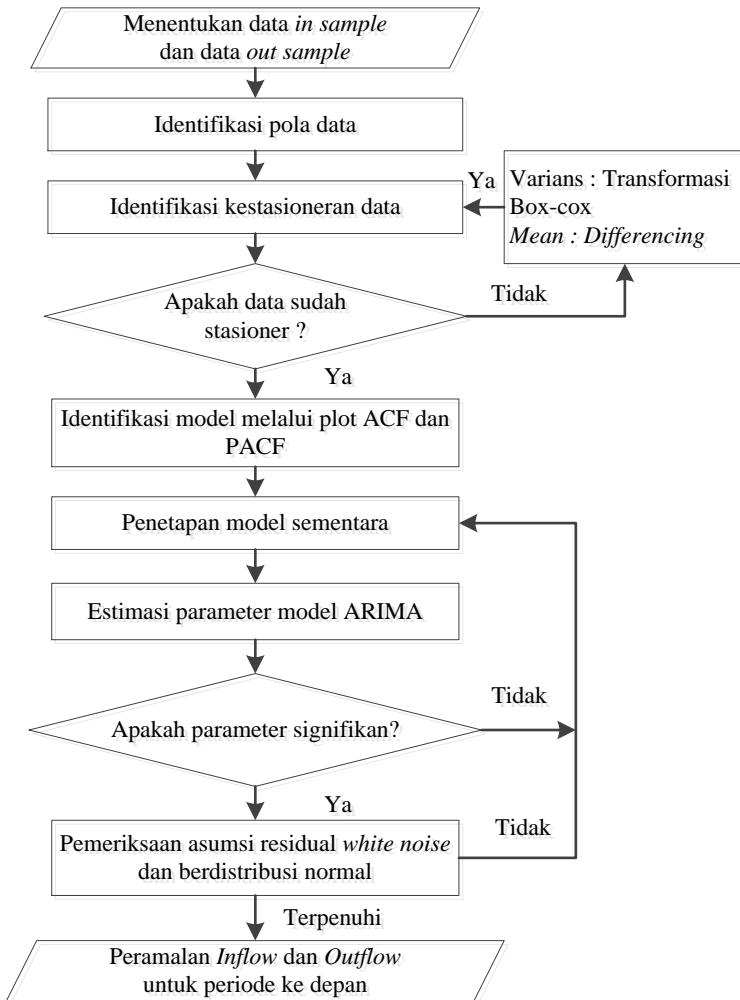 Menentukan data in sample
dan data out sample
Identifikasi pola data
Ya
Varians : Transformasi
Box-cox
Mean : Differencing
Identifikasi kestasioneran data
Apakah data sudah
stasioner ?
Tidak
Ya
Identifikasi model melalui plot ACF dan
PACF
Penetapan model sementara
Estimasi parameter model ARIMA
Apakah parameter signifikan?
Tidak
Ya
Pemeriksaan asumsi residual white noise
dan berdistribusi normal
Tidak
Terpenuhi
Peramalan Inflow dan Outflow
untuk periode ke depan